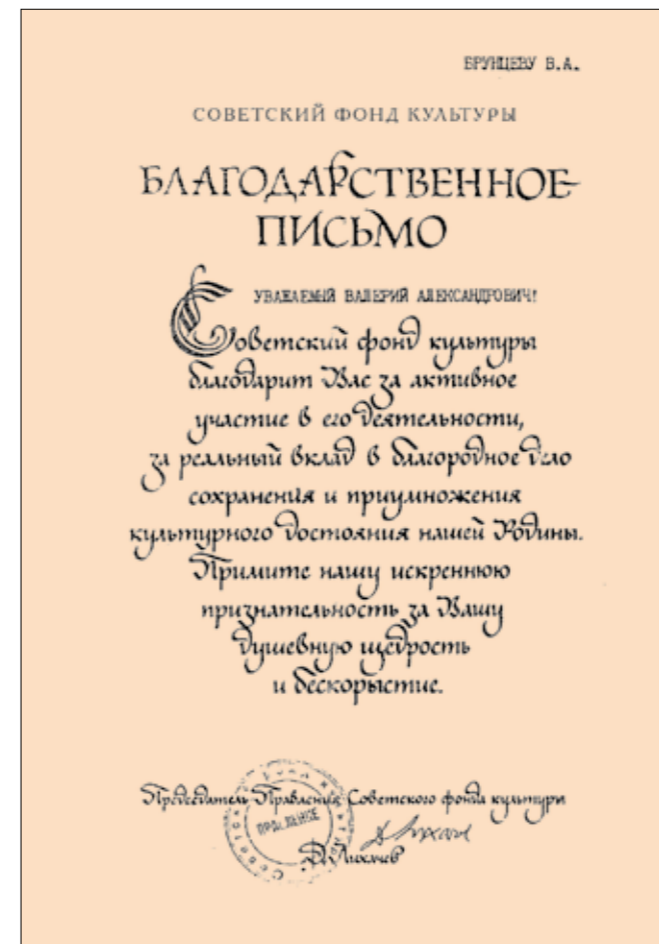 БРУНЦЕВУ В.А.
СОВЕТСКИЙ ФОНД КУЛЬТУРЫ
БЛАГОДАРСТВЕННОЕ
ПИСЬМО
УВАЖАЕМЫЙ ВАЛЕРИЙ АЛЕКСАНДРОВИЧ!
Советский фонд культуры
благодарит Вас за активное
участие в его деятельности,
за реальный вклад в благородное дело
сохранения и приумножения
культурного достояния нашей Родины.
Примите нашу искреннюю
признательность за Вашу
душевную щедрость
и бескорыстие.
Председатель Правления Советского фонда культуры
ПРАВЛЕНИЕ
Д. Лихачев